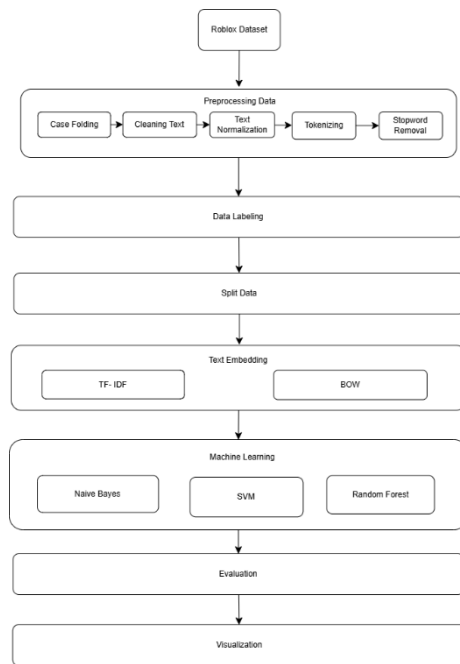 Roblox Dataset
Preprocessing Data
Case Folding
Cleaning Text
Text
Normalization
Tokenizing
Stopword
Removal
Data Labeling
Split Data
Text Embedding
TF- IDF
BOW
Machine Learning
Naive Bayes
SVM
Random Forest
Evaluation
Visualization